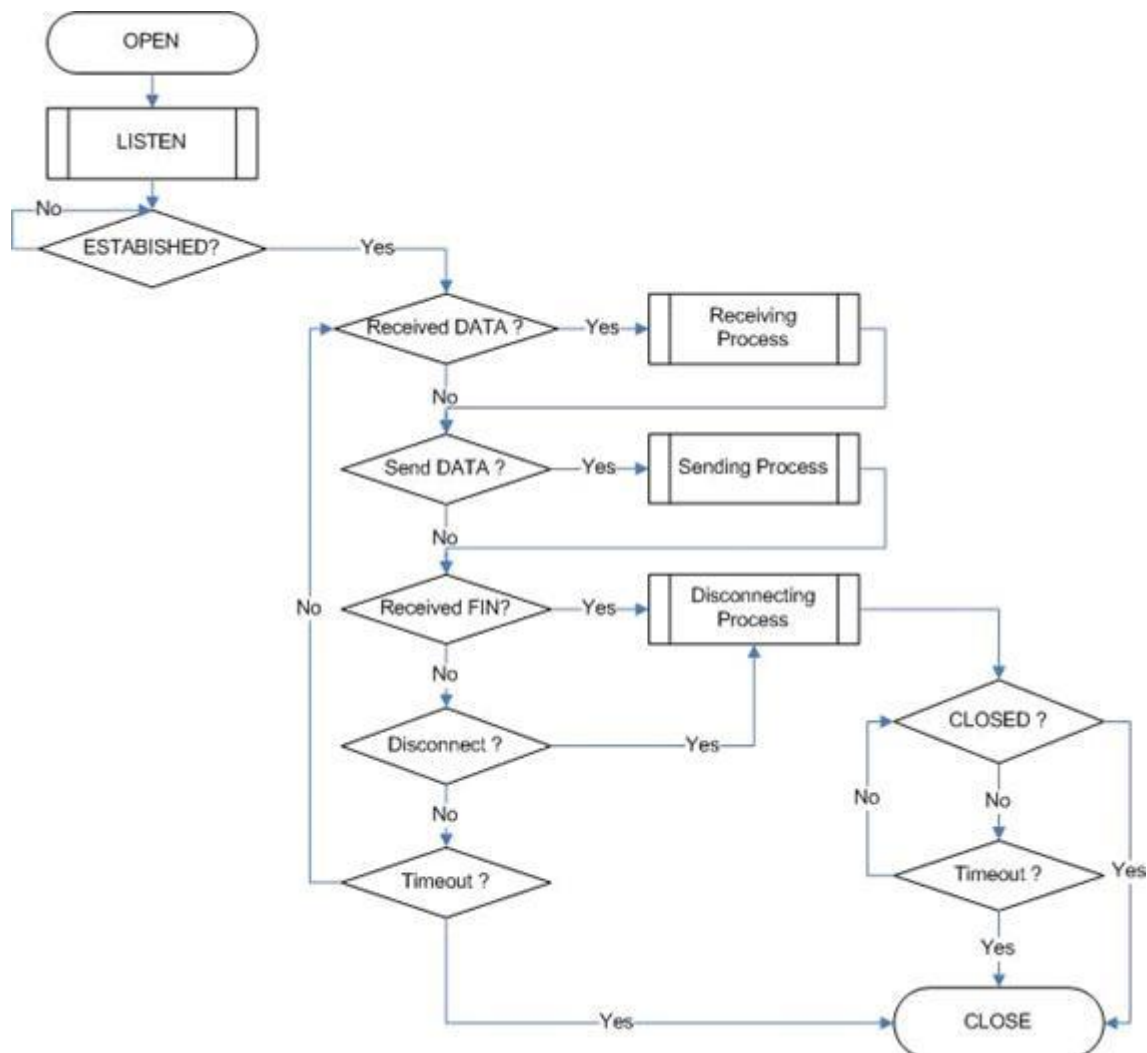 OPEN
LISTEN
No
ESTABISHED?
Yes
Received DATA ?
Yes
Receiving
Process
No
Send DATA ?
Yes
Sending Process
No
No
Received FIN?
Yes
Disconnecting
Process
No
CLOSED ?
Disconnect ?
Yes
No
No
No
Timeout ?
Timeout ?
Yes
Yes
Yes
CLOSE